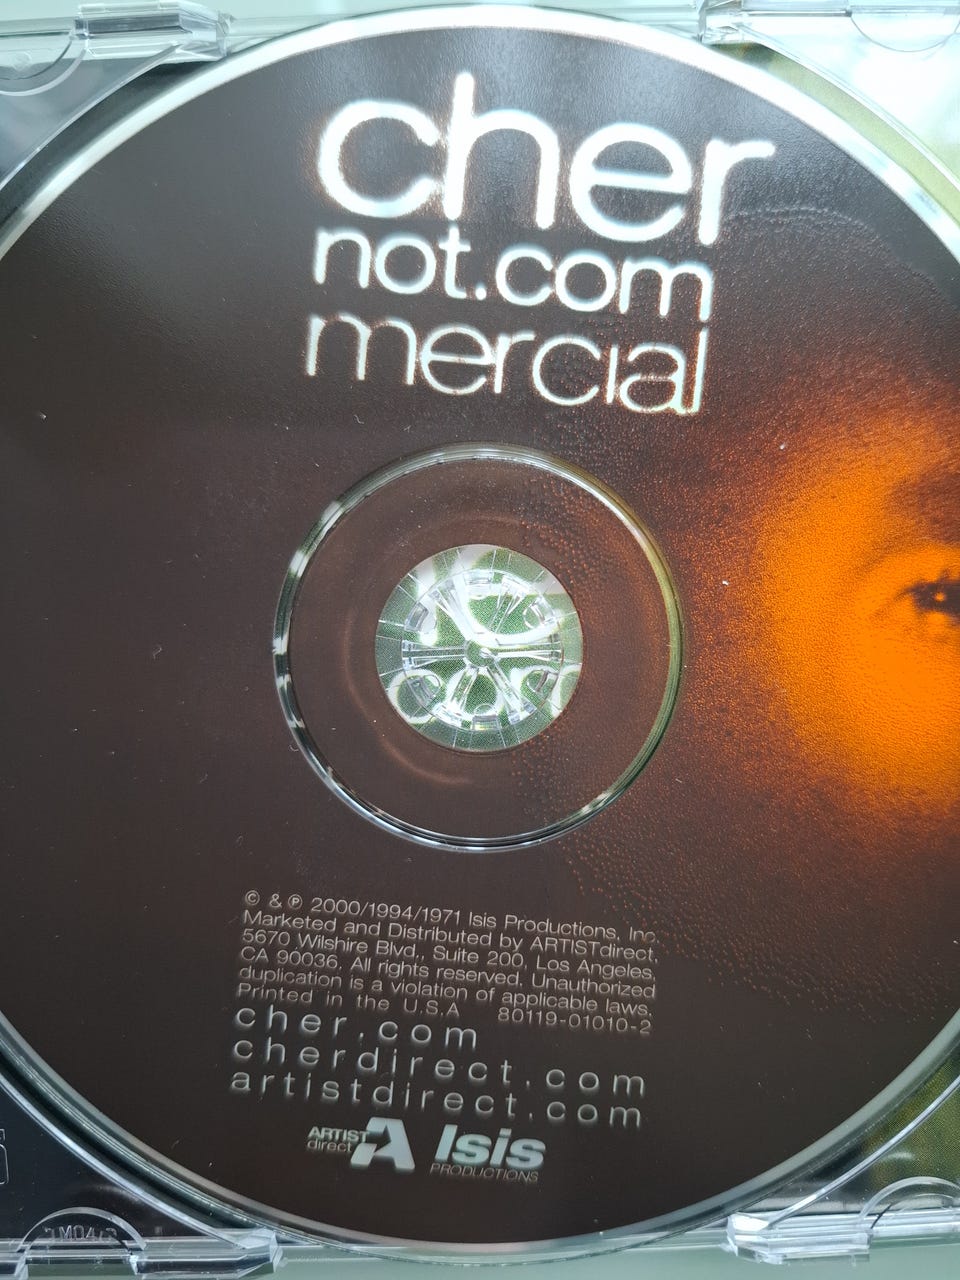 cher
not.com
mercial
© & ℗ 2000/1994/1971 Isis Productions, Inc.
Marketed and Distributed by ARTISTdirect,
5670 Wilshire Blvd., Suite 200, Los Angeles,
CA 90036. All rights reserved. Unauthorized
duplication is a violation of applicable laws.
Printed in the U.S.A 80119-01010-2
cher.com
cherdirect.com
artistdirect.com
ARTIST
direct
Isis
PRODUCTIONS